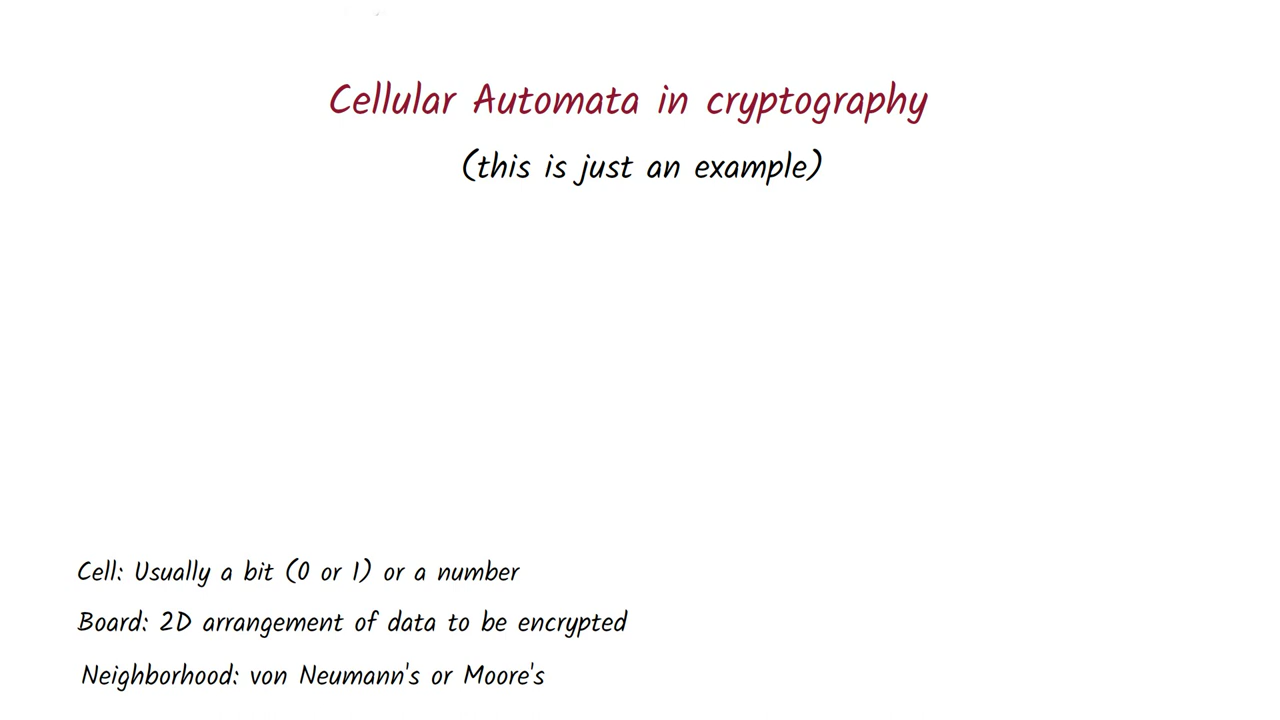 Cellular Automata in cryptography
(this is just an example)
Cell: Usually a bit (0 or 1) or a number
Board: 2D arrangement of data to be encrypted
Neighborhood: von Neumann's or Moore's